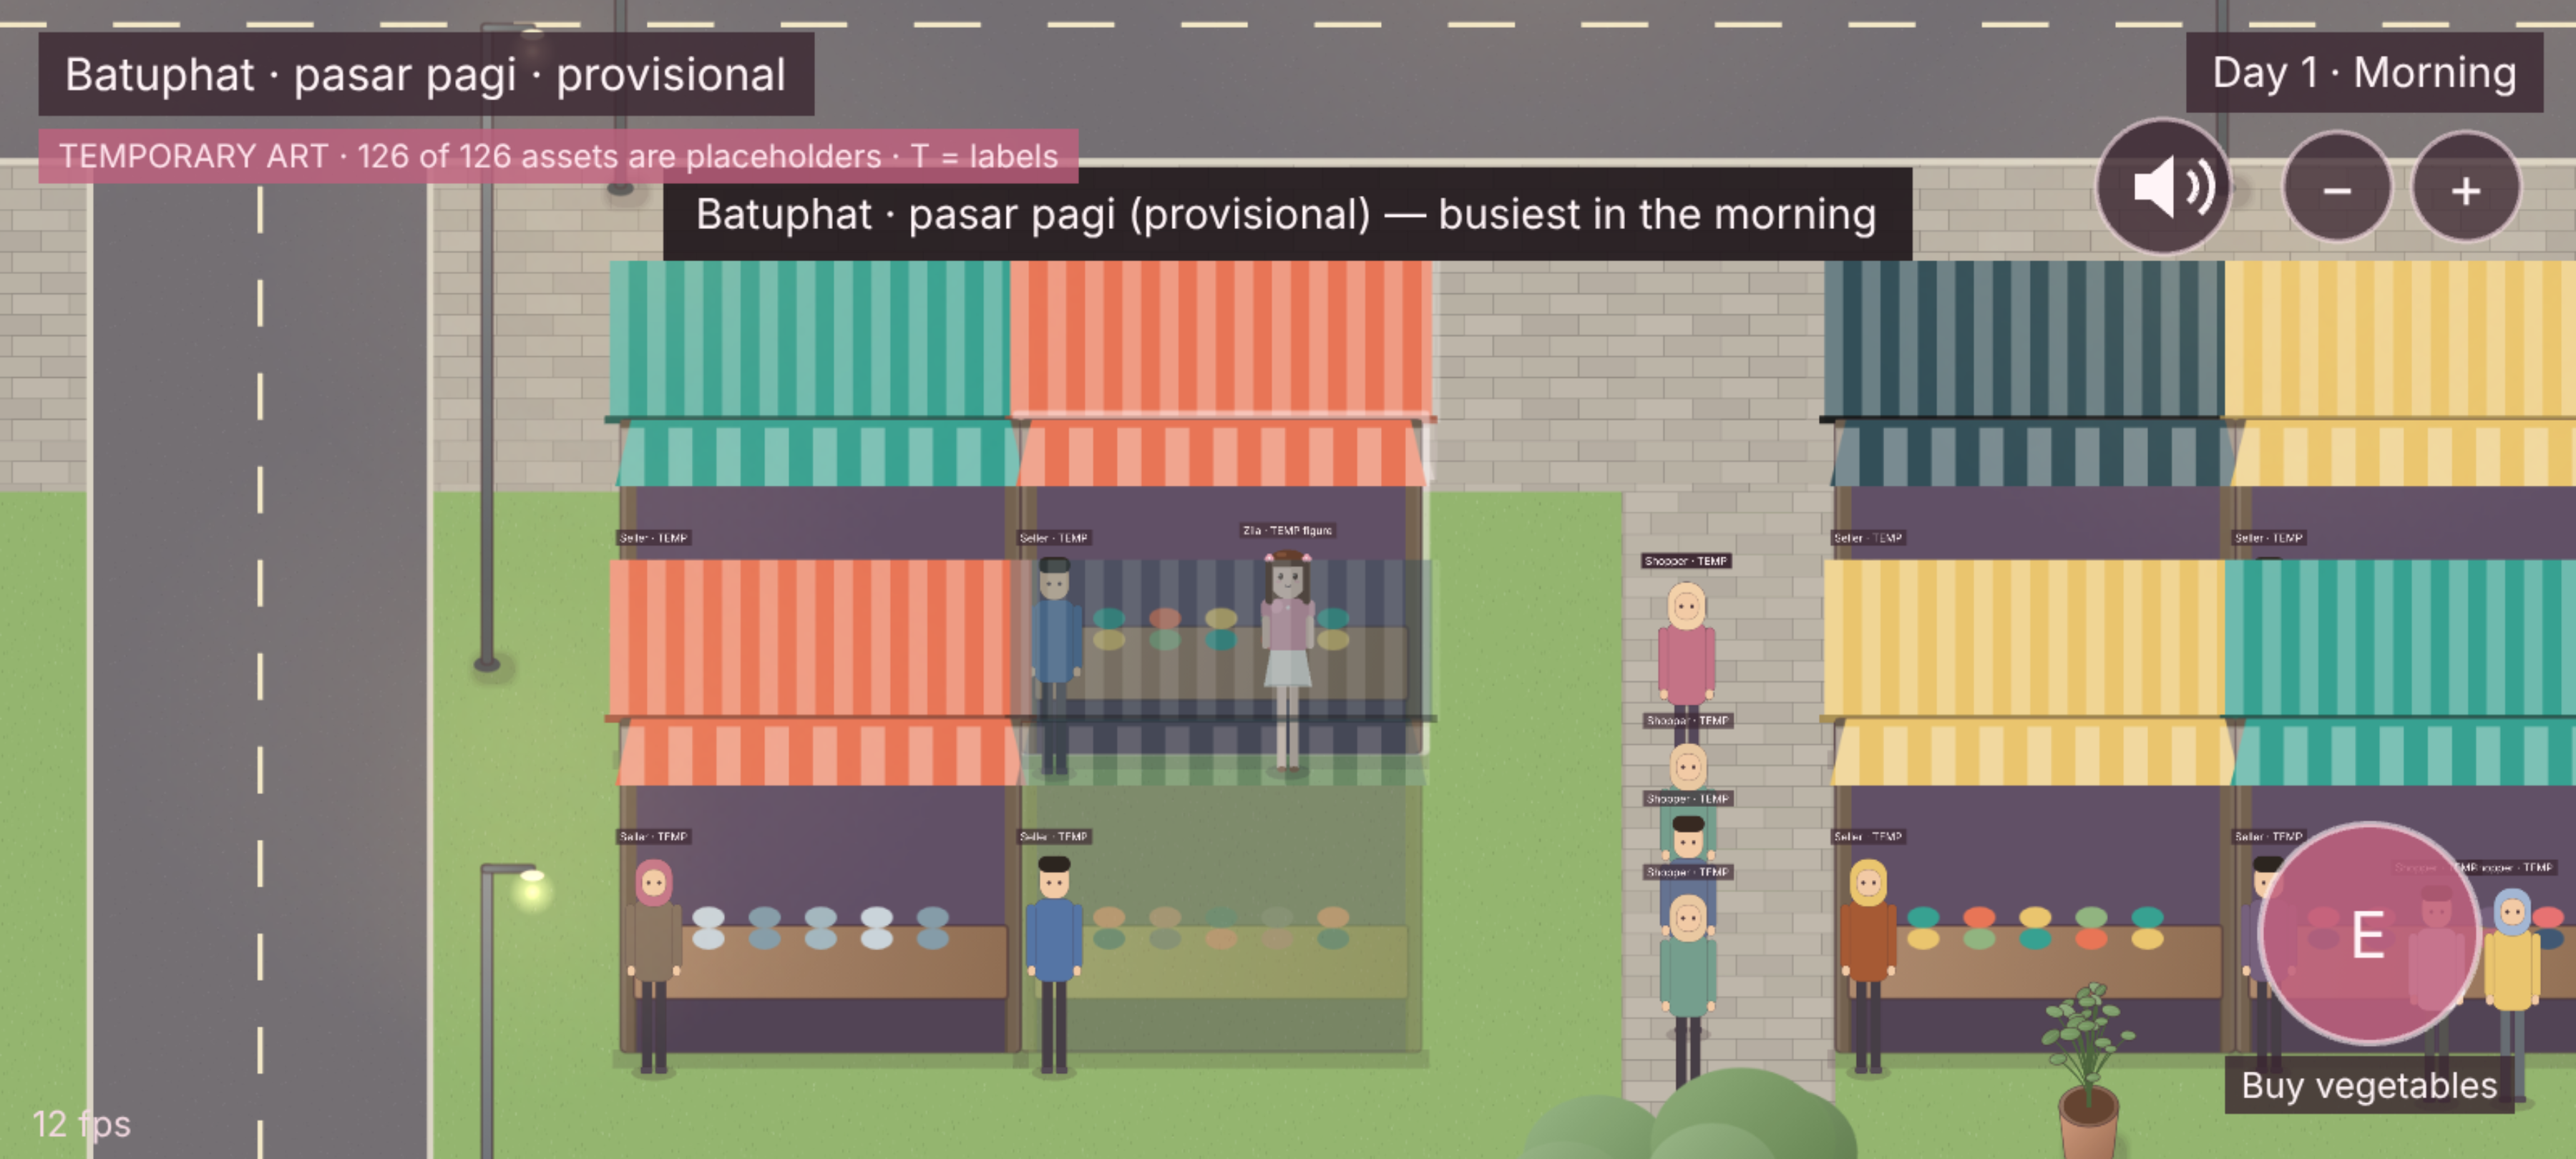 Batuphat · pasar pagi · provisional
Day 1 · Morning
TEMPORARY ART · 126 of 126 assets are placeholders · T = labels
Batuphat · pasar pagi (provisional) — busiest in the morning
−
+
Zila · TEMP figure
Seller · TEMP
Seller · TEMP
Seller · TEMP
Seller · TEMP
Shopper · TEMP
Shopper · TEMP
Shopper · TEMP
Seller · TEMP
Seller · TEMP
Seller · TEMP
Seller · TEMP
Shopper · TEMP
E
Buy vegetables
12 fps